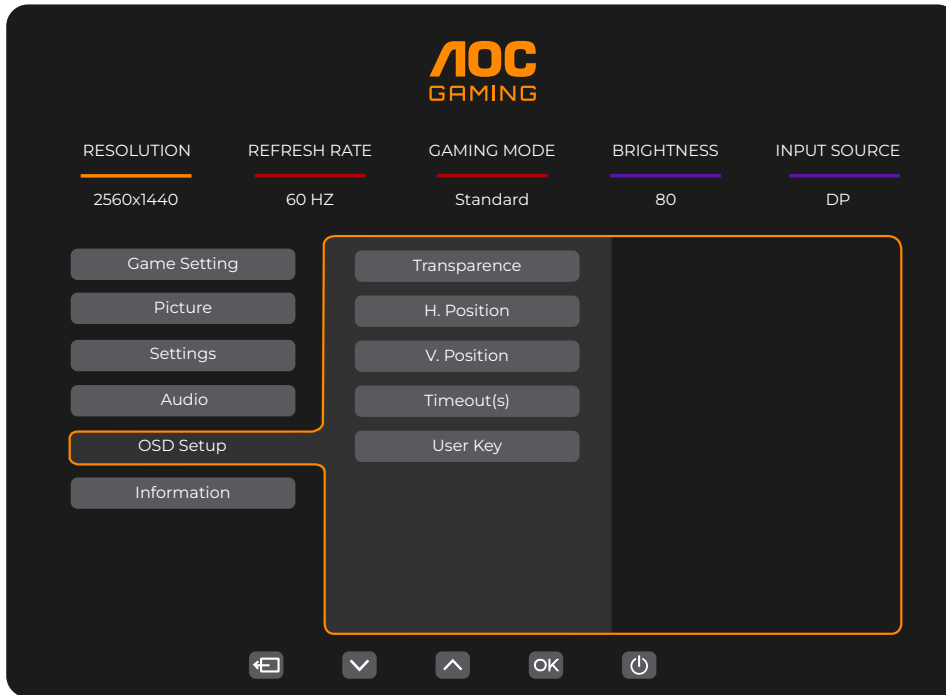 AOC
GAMING
RESOLUTION REFRESH RATE GAMING MODE BRIGHTNESS INPUT SOURCE
2560x1440 60 HZ Standard 80 DP
Game Setting
Picture
Settings
Audio
OSD Setup
Information
Transparence
H. Position
V. Position
Timeout(s)
User Key
OK